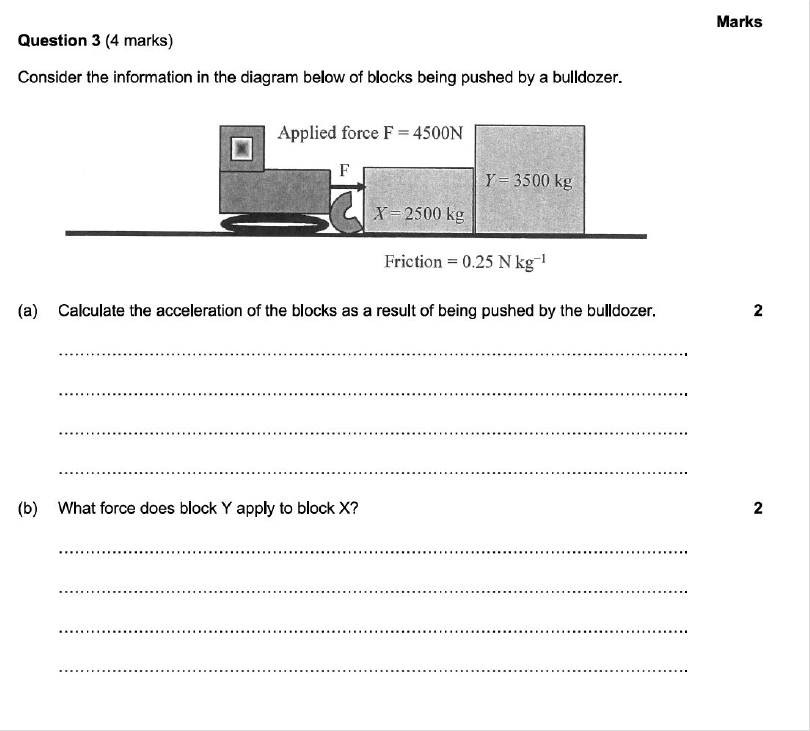 Marks
Question 3 (4 marks)
Consider the information in the diagram below of blocks being pushed by a bulldozer.
Applied force F = 4500N
F
Y = 3500 kg
X = 2500 kg
Friction = 0.25 N kg⁻¹
(a) Calculate the acceleration of the blocks as a result of being pushed by the bulldozer. 2
(b) What force does block Y apply to block X? 2